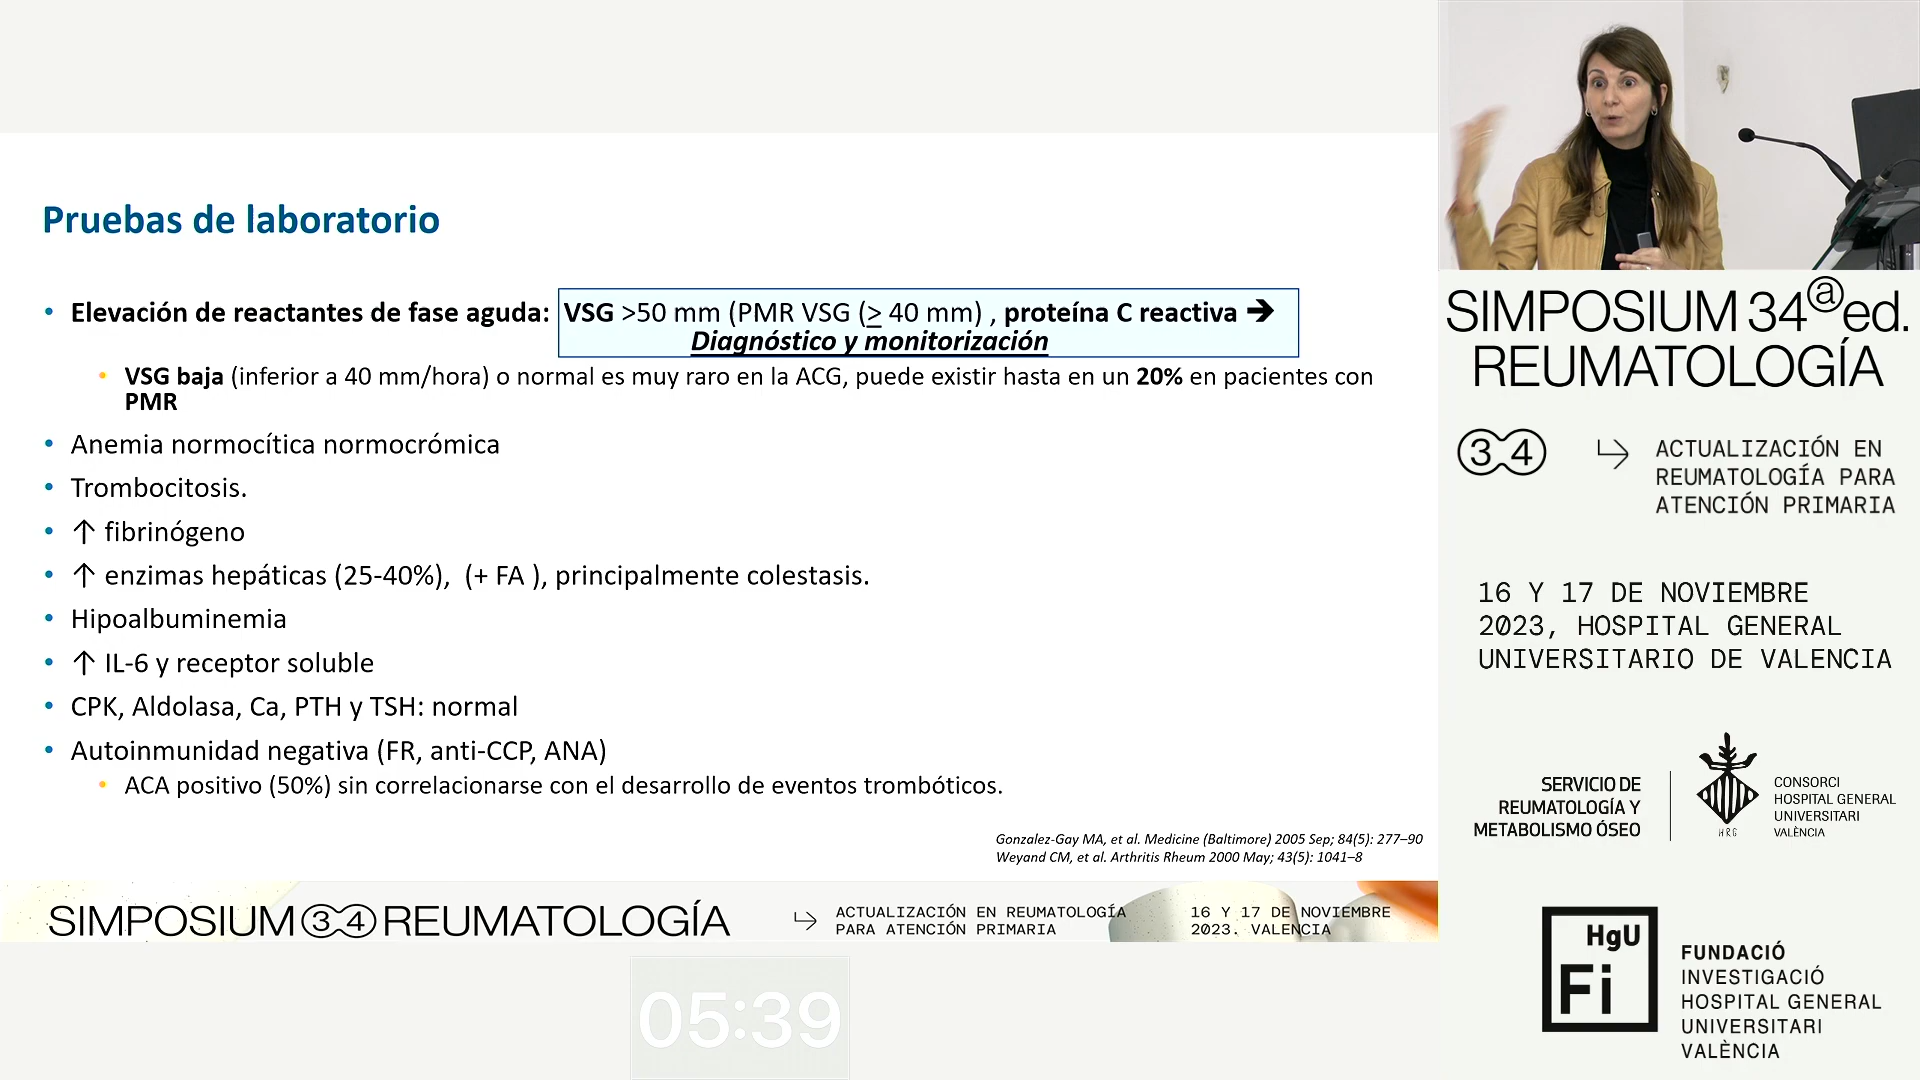 Pruebas de laboratorio
• Elevación de reactantes de fase aguda: VSG >50 mm (PMR VSG (≥ 40 mm) , proteína C reactiva ➔
Diagnóstico y monitorización
• VSG baja (inferior a 40 mm/hora) o normal es muy raro en la ACG, puede existir hasta en un 20% en pacientes con
PMR
• Anemia normocítica normocrómica
• Trombocitosis.
• ↑ fibrinógeno
• ↑ enzimas hepáticas (25-40%), (+ FA ), principalmente colestasis.
• Hipoalbuminemia
• ↑ IL-6 y receptor soluble
• CPK, Aldolasa, Ca, PTH y TSH: normal
• Autoinmunidad negativa (FR, anti-CCP, ANA)
• ACA positivo (50%) sin correlacionarse con el desarrollo de eventos trombóticos.
Gonzalez-Gay MA, et al. Medicine (Baltimore) 2005 Sep; 84(5): 277–90
Weyand CM, et al. Arthritis Rheum 2000 May; 43(5): 1041–8
SIMPOSIUM 34 REUMATOLOGÍA
ACTUALIZACIÓN EN REUMATOLOGÍA
PARA ATENCIÓN PRIMARIA
16 Y 17 DE NOVIEMBRE
2023. VALENCIA
05:39
SIMPOSIUM 34ⓐed.
REUMATOLOGÍA
34
ACTUALIZACIÓN EN
REUMATOLOGÍA PARA
ATENCIÓN PRIMARIA
16 Y 17 DE NOVIEMBRE
2023, HOSPITAL GENERAL
UNIVERSITARIO DE VALENCIA
SERVICIO DE
REUMATOLOGÍA Y
METABOLISMO ÓSEO
HRG
CONSORCI
HOSPITAL GENERAL
UNIVERSITARI
VALÈNCIA
HgU
Fi
FUNDACIÓ
INVESTIGACIÓ
HOSPITAL GENERAL
UNIVERSITARI
VALÈNCIA